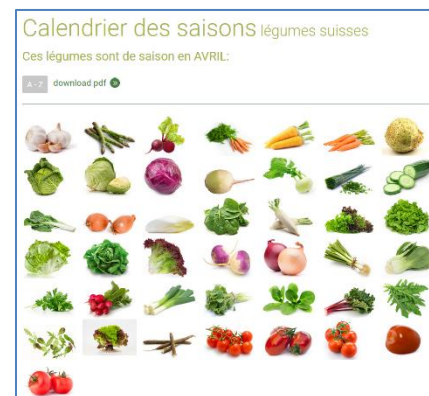 Calendrier des saisons légumes suisses
Ces légumes sont de saison en AVRIL:
A - Z download pdf